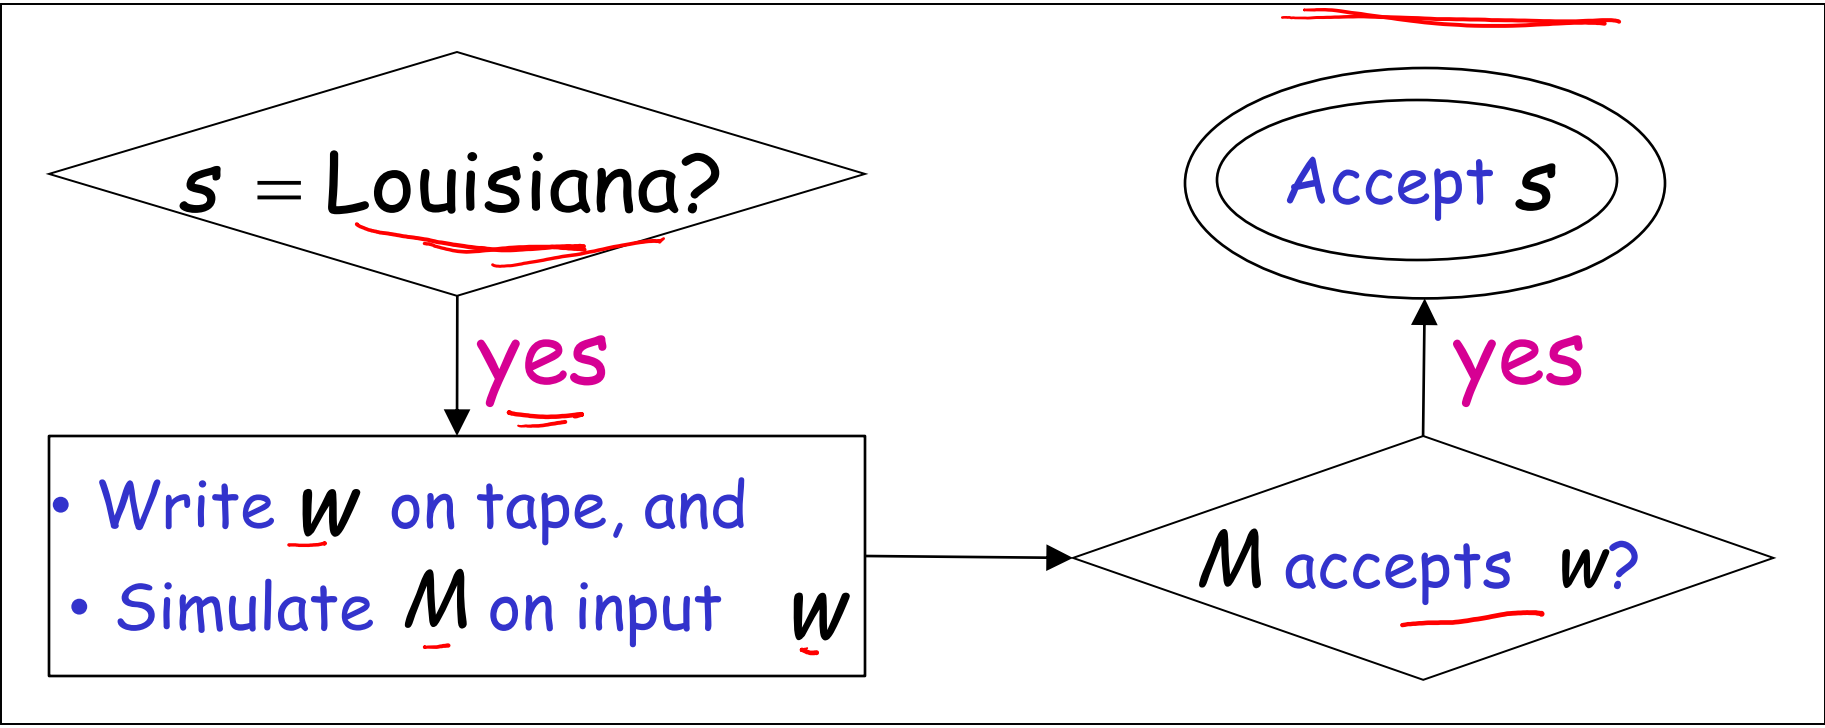 s = Louisiana?
yes
• Write w on tape, and
• Simulate M on input w
M accepts w?
yes
Accept s